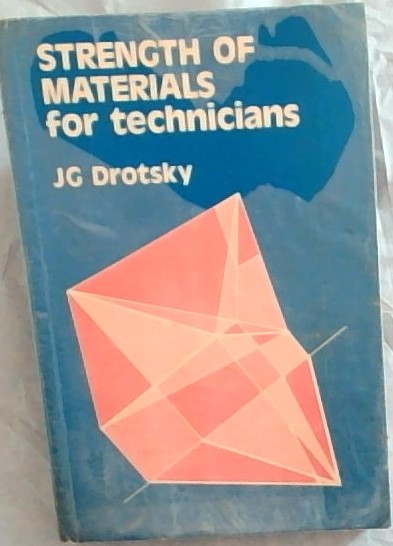 STRENGTH OF
MATERIALS
for technicians
JG Drotsky